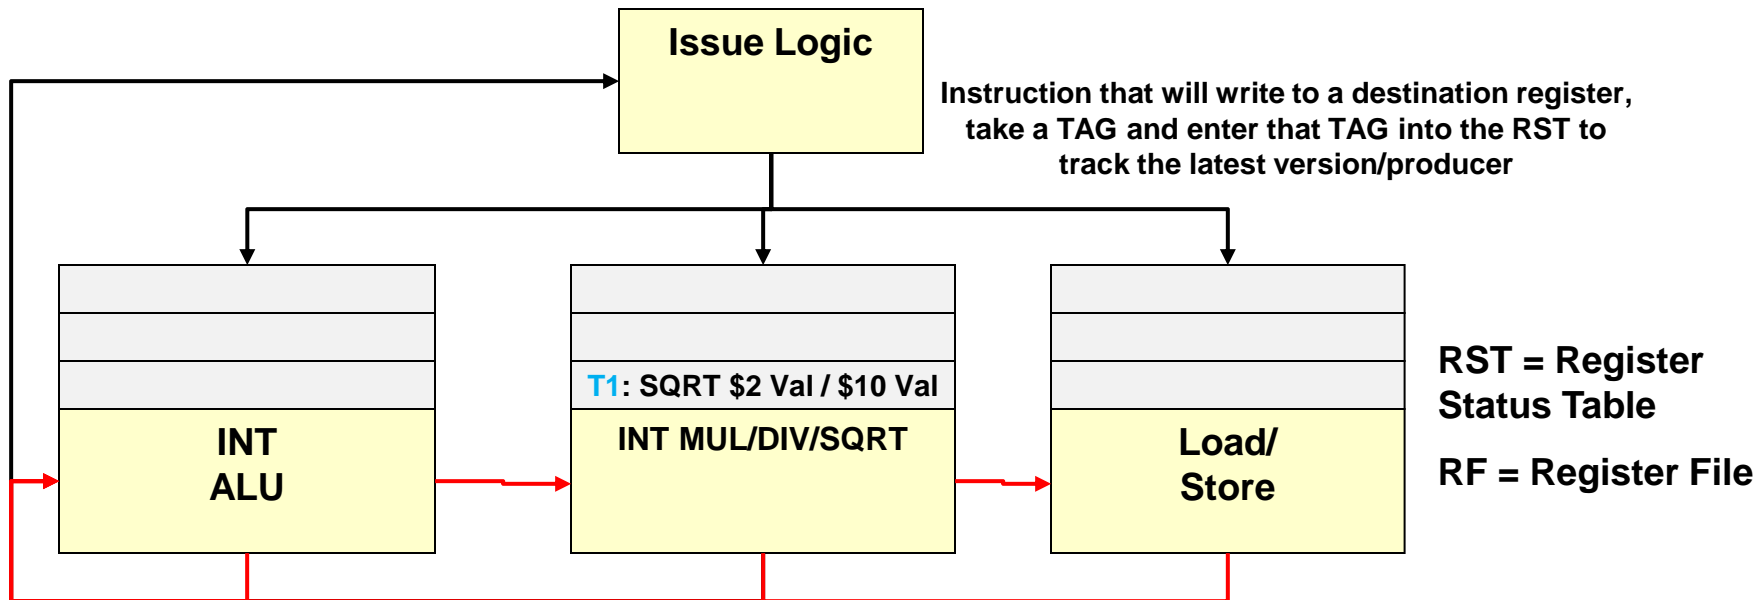 Issue Logic
Instruction that will write to a destination register,
take a TAG and enter that TAG into the RST to
track the latest version/producer
T1: SQRT $2 Val / $10 Val
INT
ALU
INT MUL/DIV/SQRT
Load/
Store
RST = Register
Status Table
RF = Register File